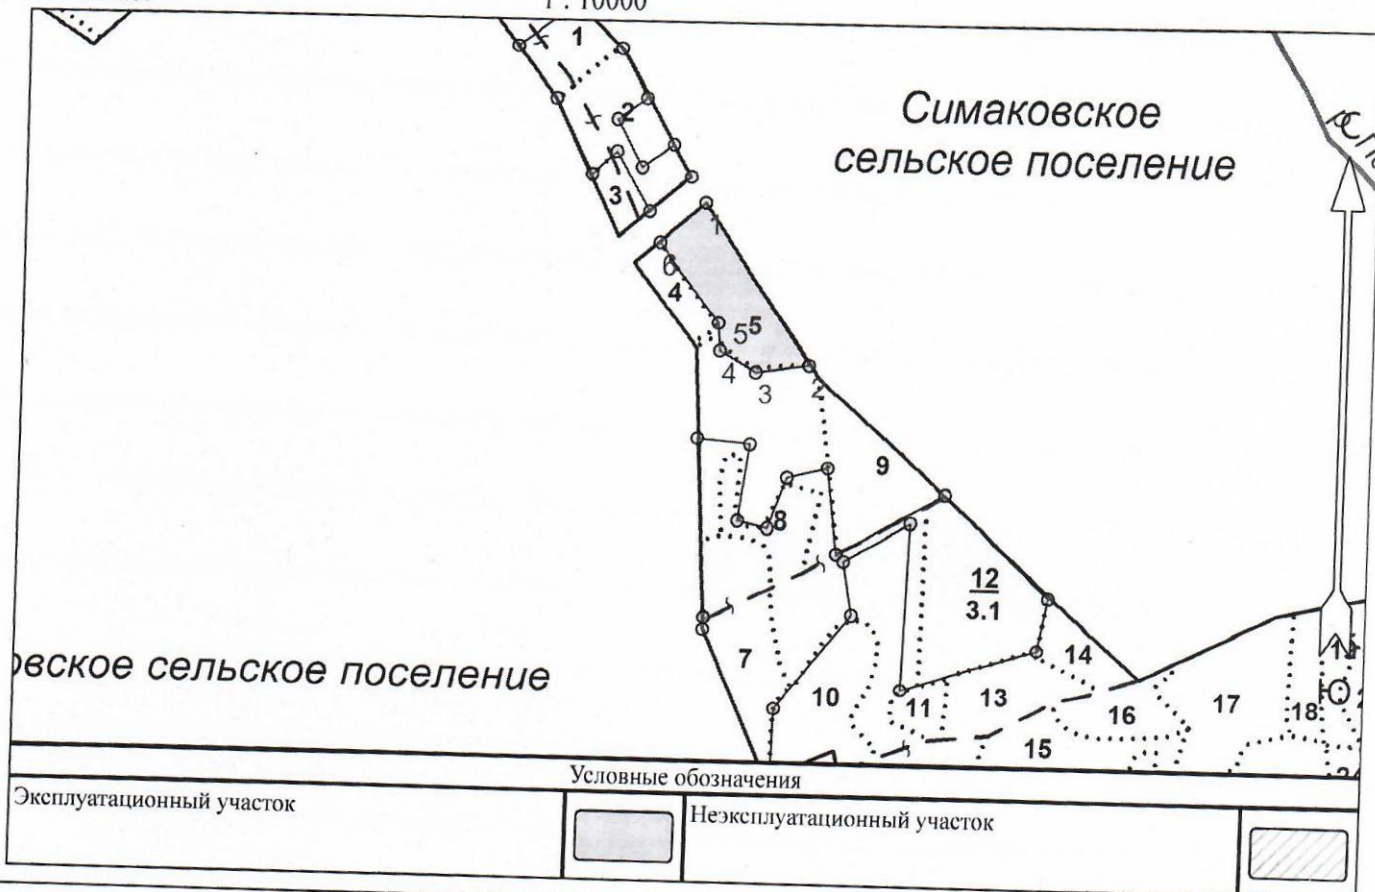 1 : 10000
1
Симаковское
сельское поселение
2
3
1
6
4
5 5
4
3
2
9
8
12
3.1
7
14
10
11
13
16
17
18
15
Ю
овское сельское поселение
Условные обозначения
Эксплуатационный участок
Неэксплуатационный участок